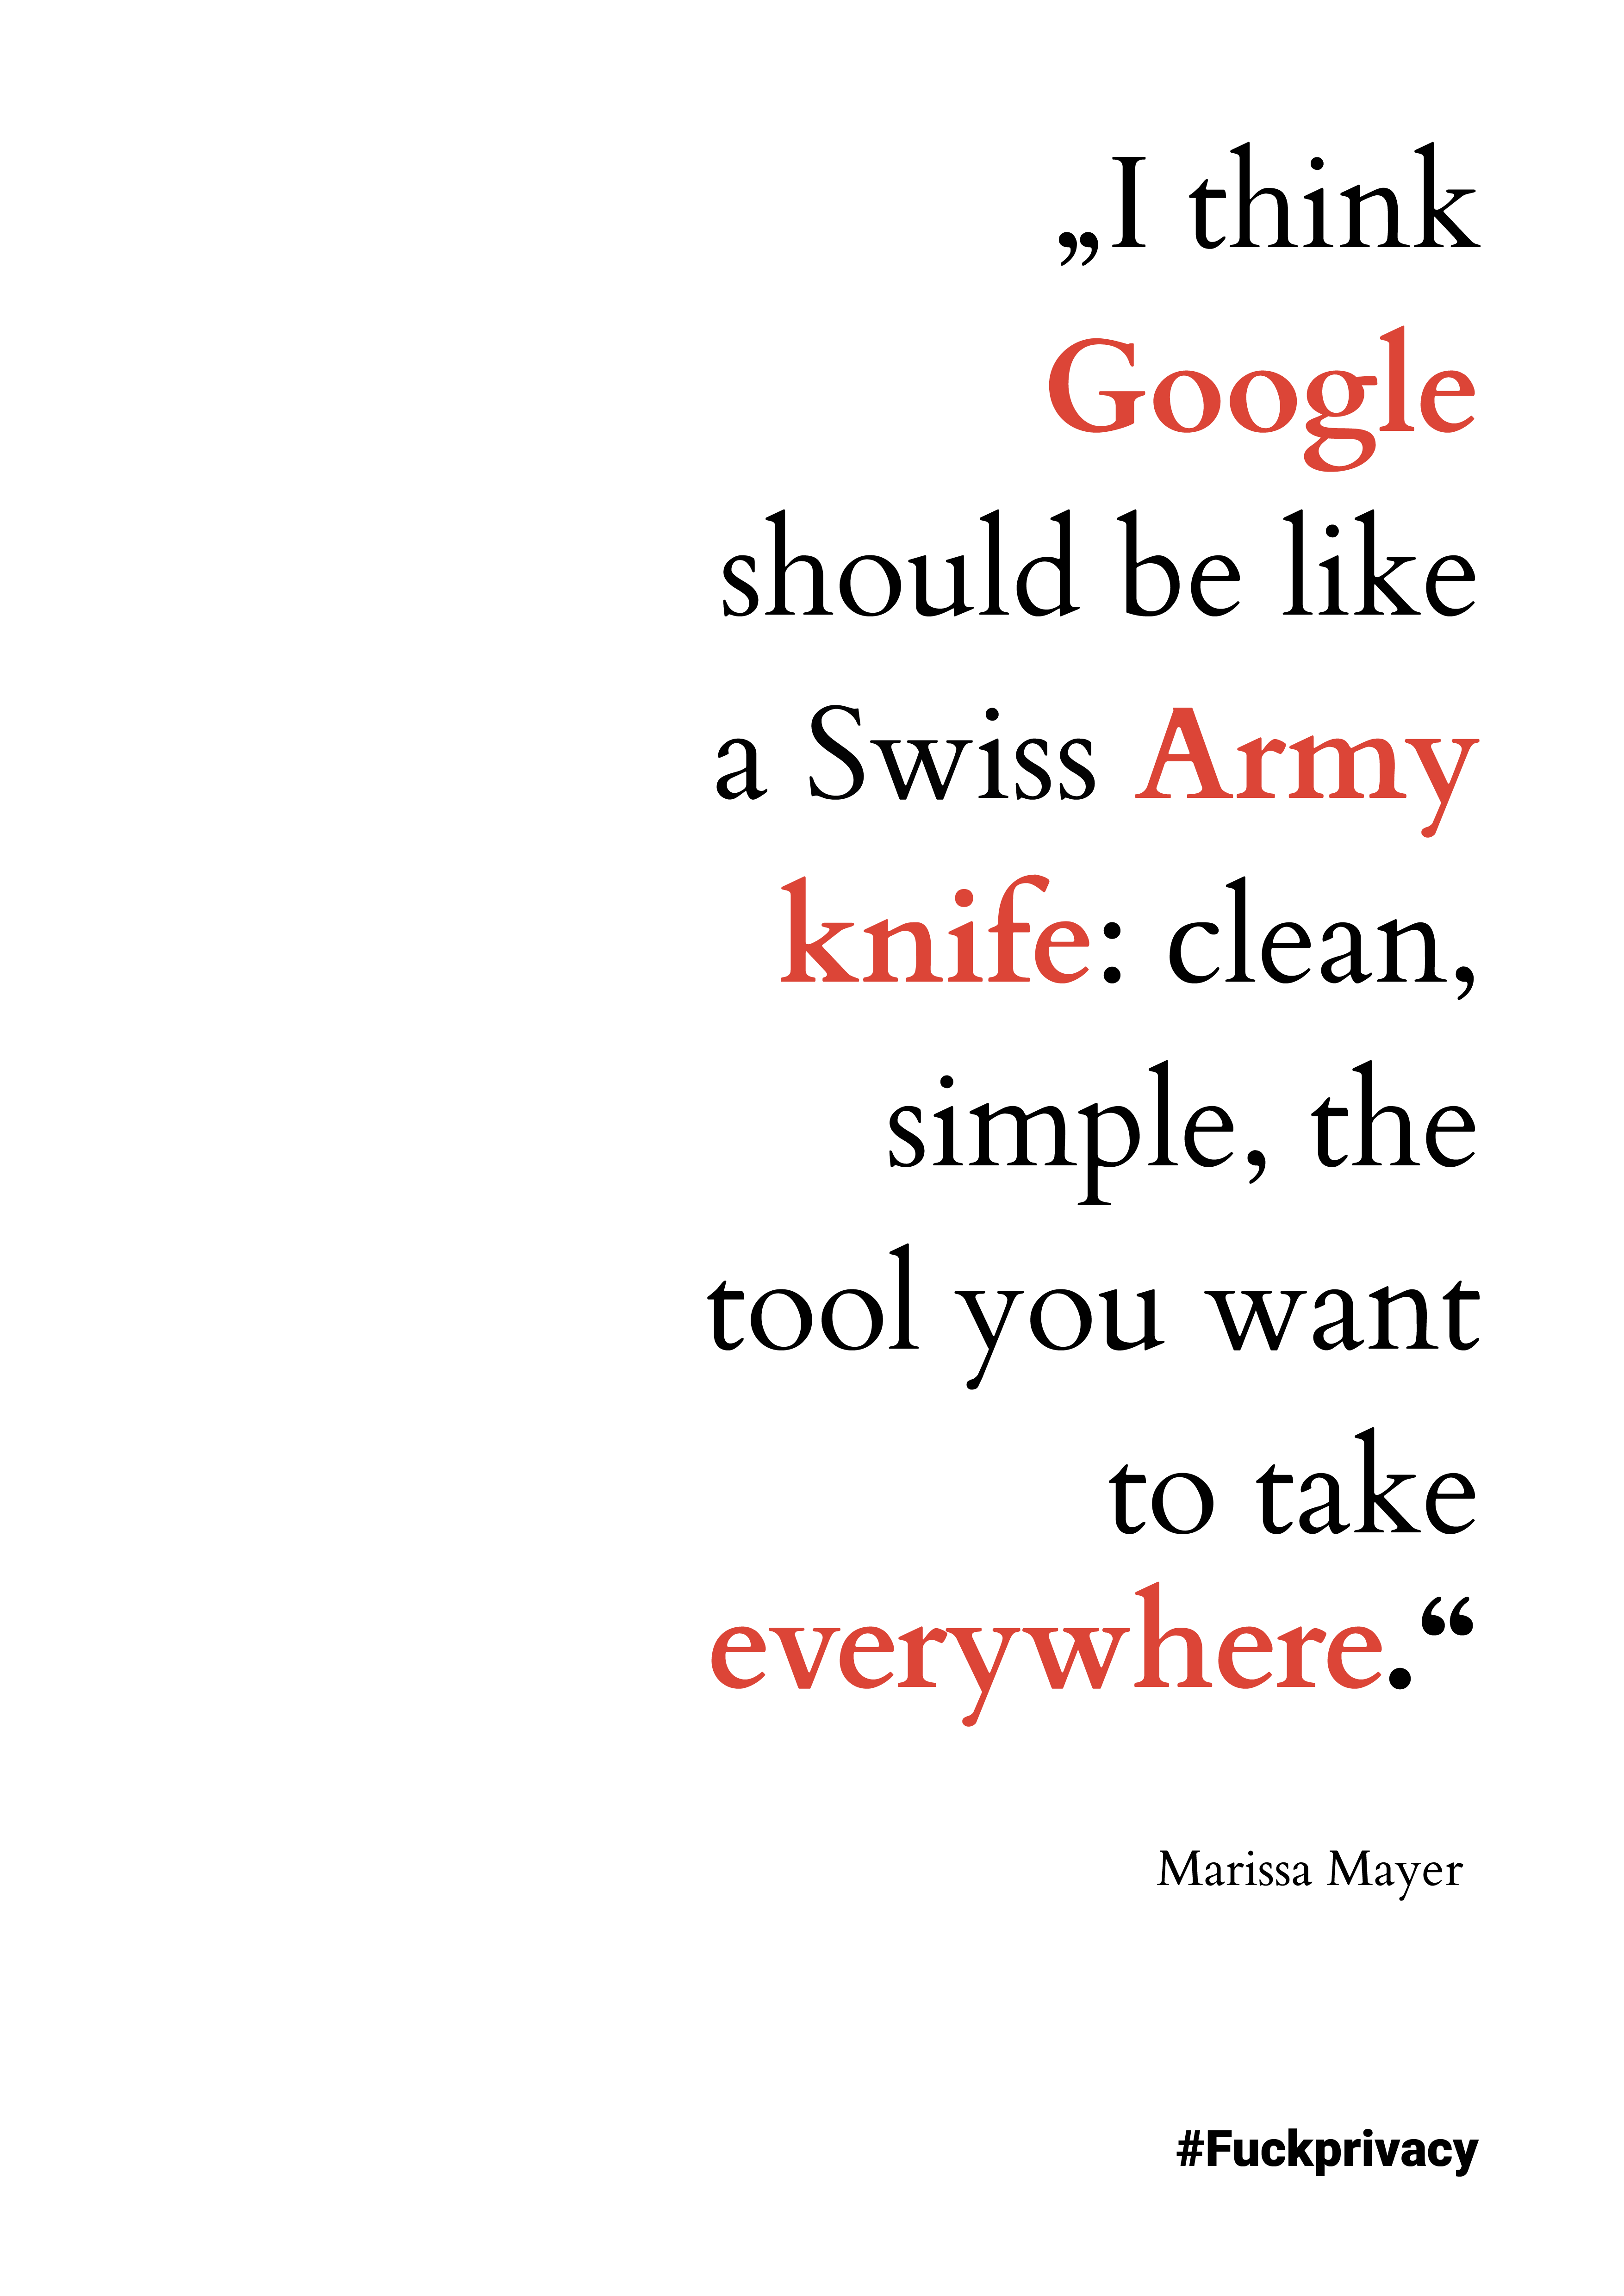 „I think
Google
should be like
a Swiss Army
knife: clean,
simple, the
tool you want
to take
everywhere.“
Marissa Mayer
#Fuckprivacy